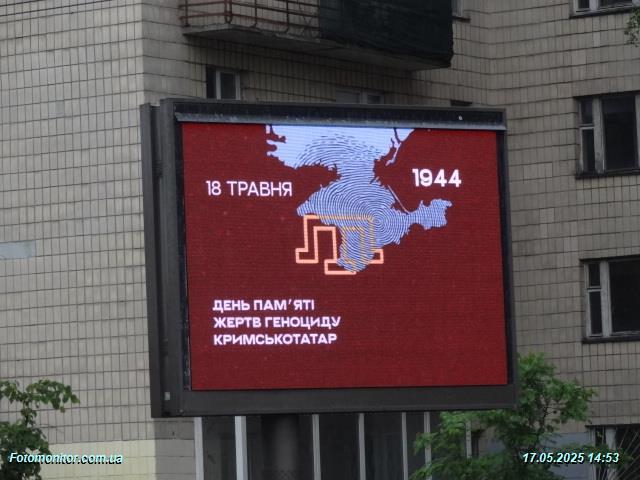 18 ТРАВНЯ
1944
ДЕНЬ ПАМ'ЯТІ
ЖЕРТВ ГЕНОЦИДУ
КРИМСЬКОТАТАР
Fotomonitor.com.ua
17.05.2025 14:53